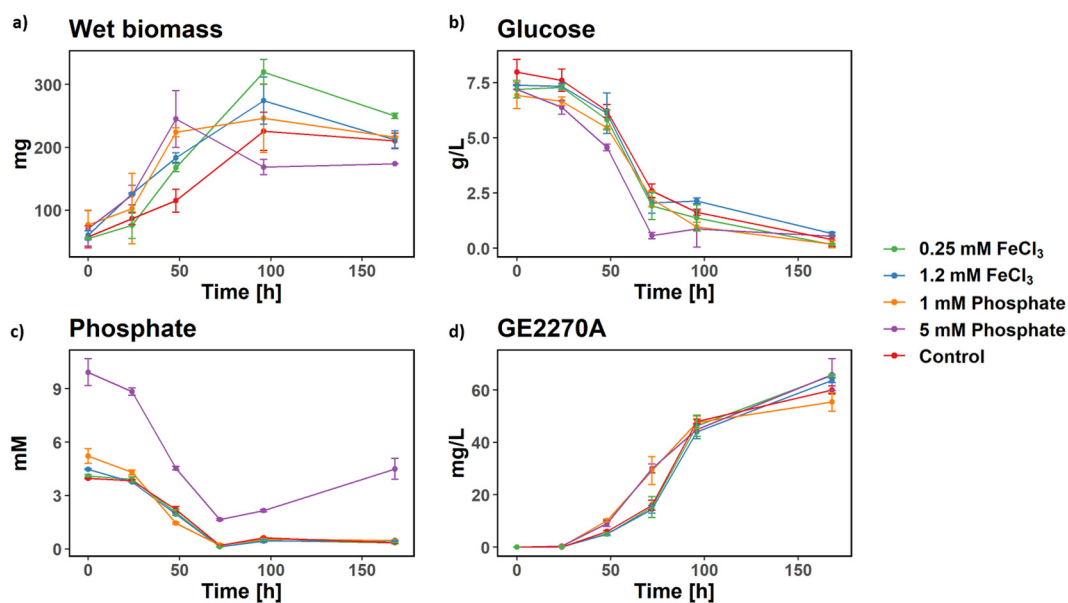 a) Wet biomass
300
200
100
mg
0 50 100 150
Time [h]
b) Glucose
7.5
5.0
2.5
0.0
g/L
0 50 100 150
Time [h]
c) Phosphate
9
6
3
0
mM
0 50 100 150
Time [h]
d) GE2270A
60
40
20
0
mg/L
0 50 100 150
Time [h]
0.25 mM FeCl₃
1.2 mM FeCl₃
1 mM Phosphate
5 mM Phosphate
Control